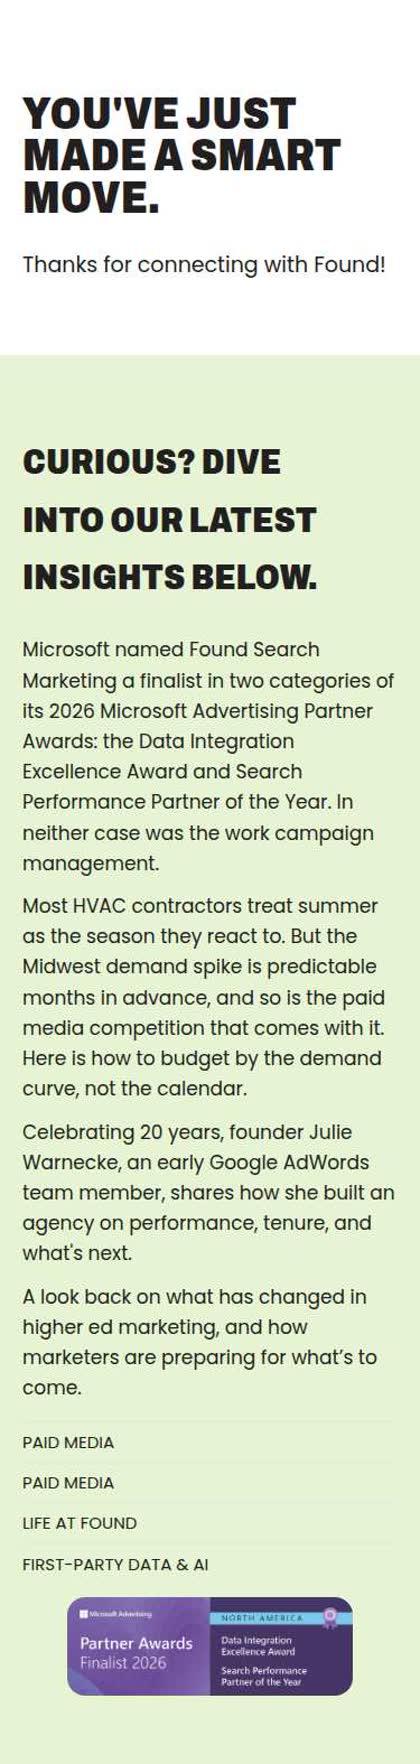 YOU'VE JUST
MADE A SMART
MOVE.
Thanks for connecting with Found!
CURIOUS? DIVE
INTO OUR LATEST
INSIGHTS BELOW.
Microsoft named Found Search
Marketing a finalist in two categories of
its 2026 Microsoft Advertising Partner
Awards: the Data Integration
Excellence Award and Search
Performance Partner of the Year. In
neither case was the work campaign
management.
Most HVAC contractors treat summer
as the season they react to. But the
Midwest demand spike is predictable
months in advance, and so is the paid
media competition that comes with it.
Here is how to budget by the demand
curve, not the calendar.
Celebrating 20 years, founder Julie
Warnecke, an early Google AdWords
team member, shares how she built an
agency on performance, tenure, and
what's next.
A look back on what has changed in
higher ed marketing, and how
marketers are preparing for what’s to
come.
PAID MEDIA
PAID MEDIA
LIFE AT FOUND
FIRST-PARTY DATA & AI
Microsoft Advertising
Partner Awards
Finalist 2026
NORTH AMERICA
Data Integration
Excellence Award
Search Performance
Partner of the Year